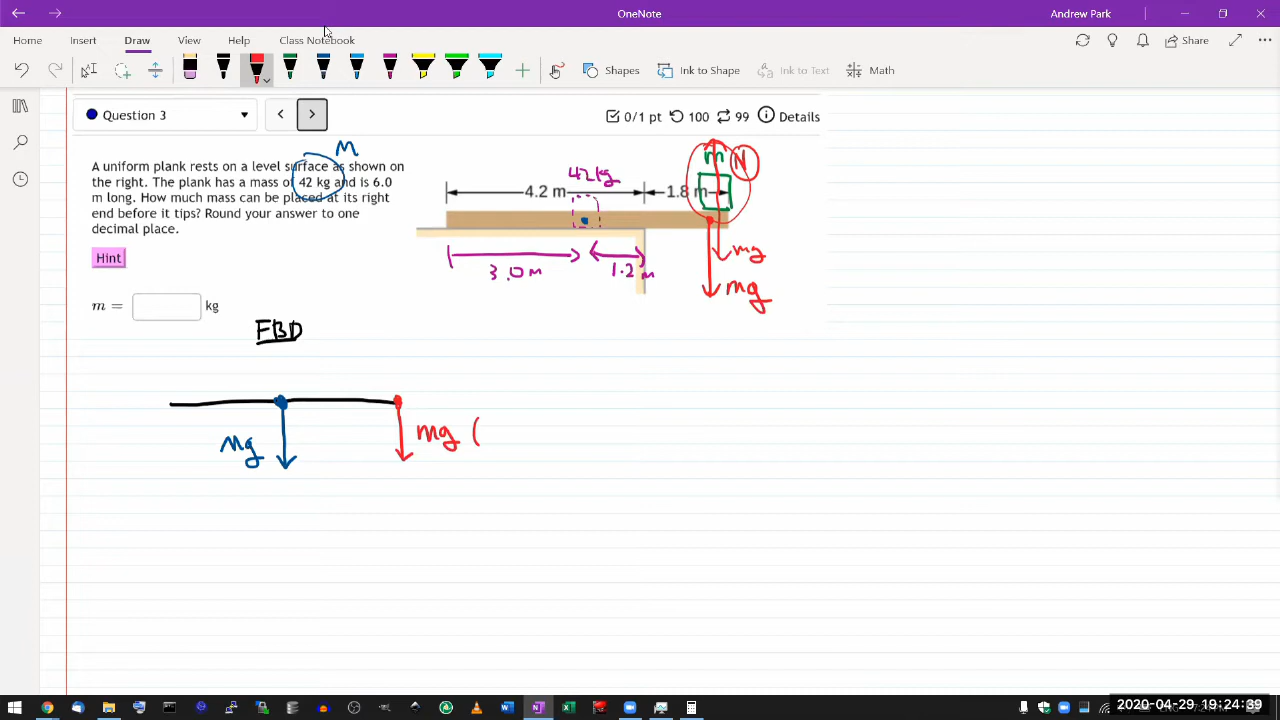 OneNote
Andrew Park
Home Insert Draw View Help Class Notebook
Share
Shapes Ink to Shape Ink to Text Math
Question 3
0/1 pt 100 99 Details
A uniform plank rests on a level surface as shown on
the right. The plank has a mass of 42 kg and is 6.0
m long. How much mass can be placed at its right
end before it tips? Round your answer to one
decimal place.
M
42kg
m
N
4.2 m
1.8 m
3.0m
1.2 m
mg
mg
Hint
m = kg
FBD
Mg
mg (
2020-04-29 19:24:39